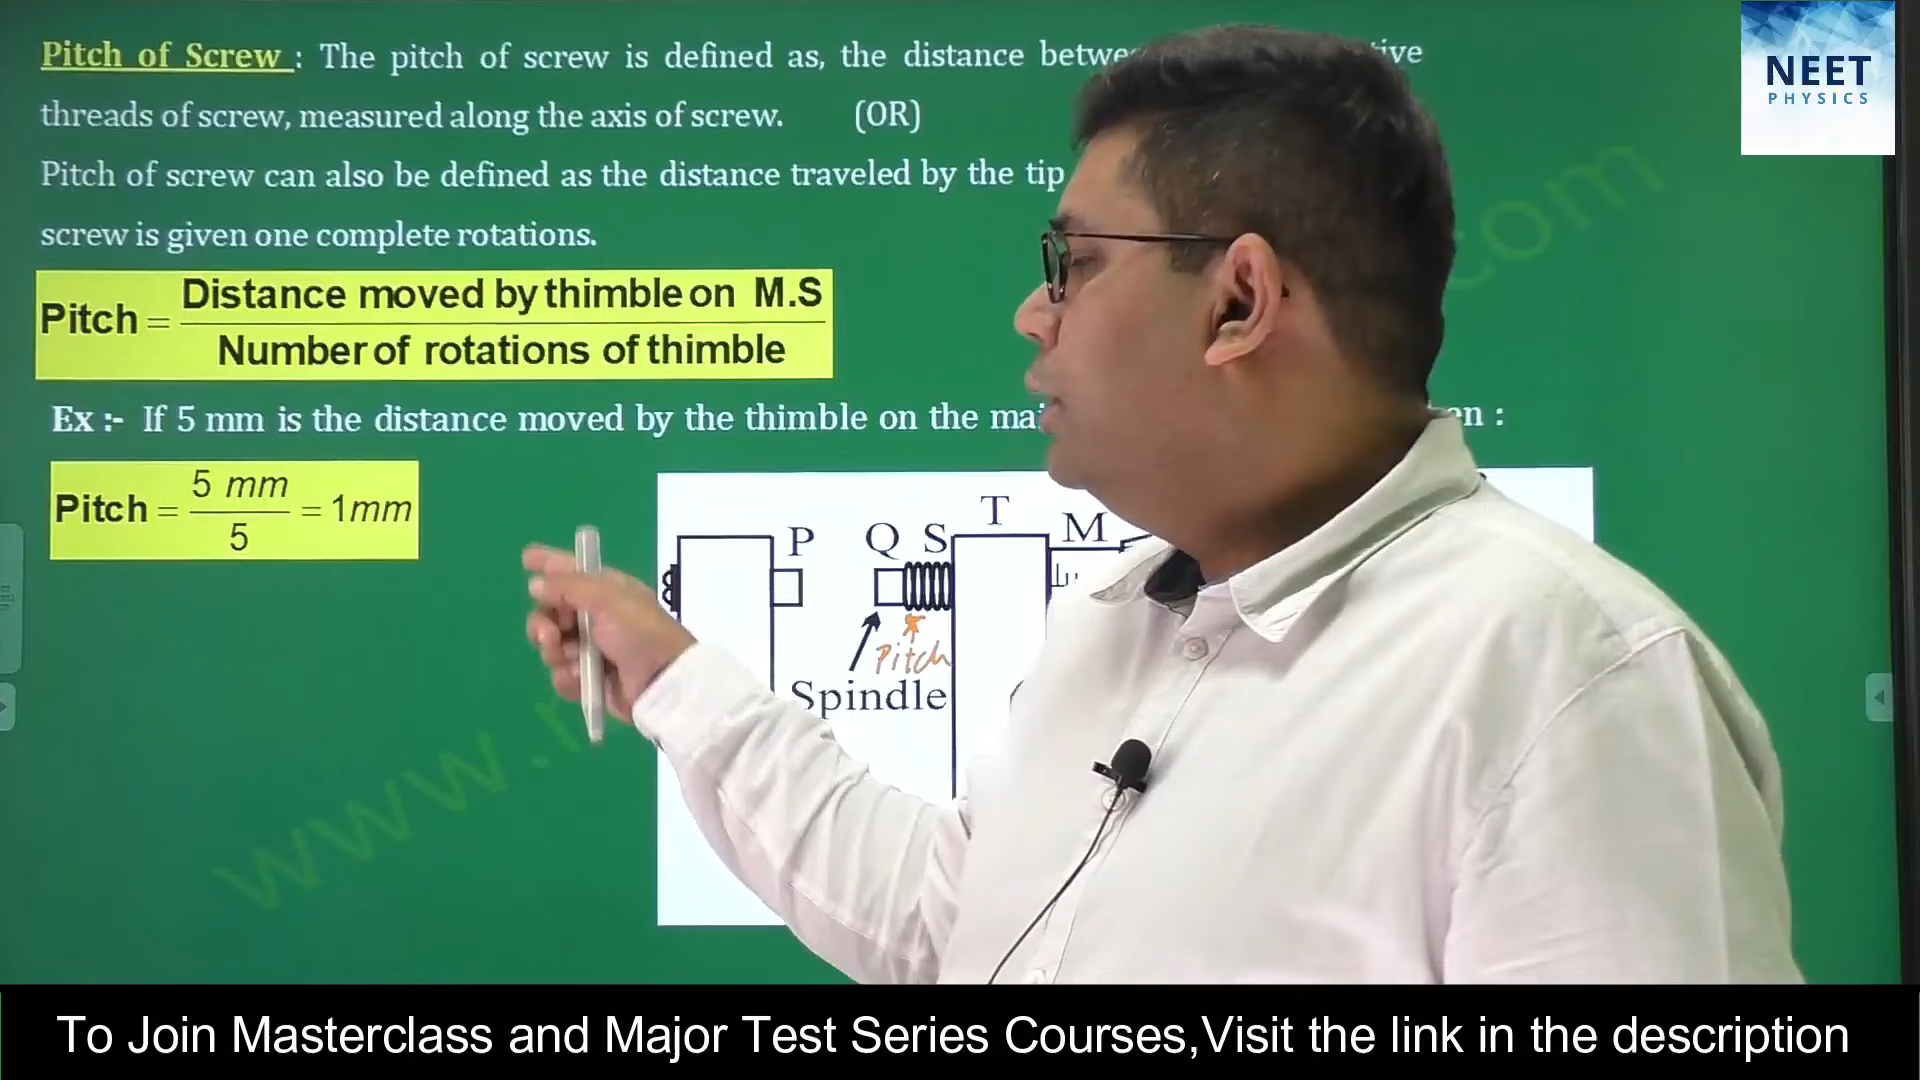 Pitch of Screw : The pitch of screw is defined as, the distance
threads of screw, measured along the axis of screw. (OR)
Pitch of screw can also be defined as the distance traveled by the tip
screw is given one complete rotations.
Pitch = Distance moved by thimble on M.S
Number of rotations of thimble
Ex :- If 5 mm is the distance moved by the thimble on the
Pitch = 5 mm / 5 = 1mm
P Q S T M
Pitch
Spindle
www.
com
NEET
PHYSICS
To Join Masterclass and Major Test Series Courses,Visit the link in the description